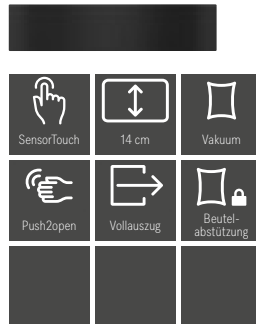 SensorTouch
14 cm
Vakuum
Push2open
Vollauszug
Beutel-
abstützung